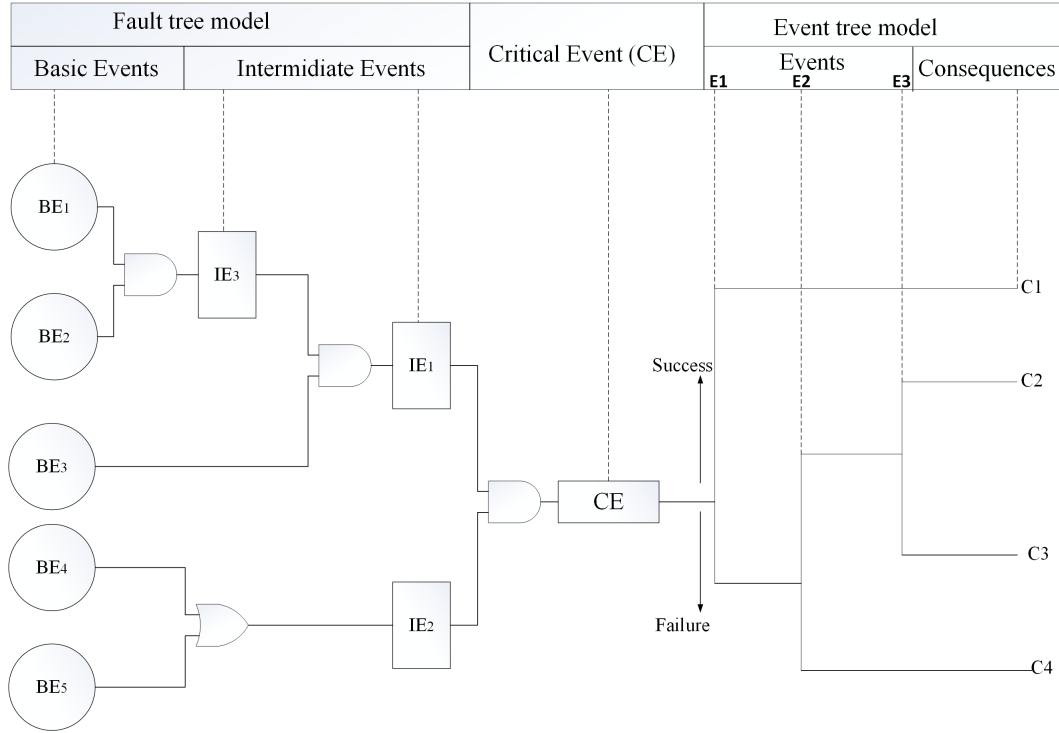 Fault tree model
Critical Event (CE)
Event tree model
Basic Events
Intermidiate Events
Events
Consequences
E1
E2
E3
BE1
IE3
C1
BE2
IE1
Success
C2
BE3
CE
BE4
C3
IE2
Failure
C4
BE5